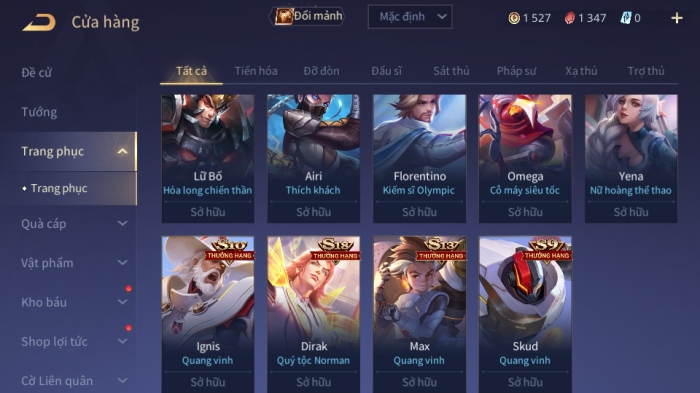 Cửa hàng
Đổi mảnh
Mặc định
1 527
1 347
0
Đề cử
Tướng
Trang phục
Trang phục
Quà cáp
Vật phẩm
Kho báu
Shop lợi tức
Cờ Liên quân
Tất cả Tiến hóa Đỡ đòn Đấu sĩ Sát thủ Pháp sư Xạ thủ Trợ thủ
Lữ Bố
Hỏa long chiến thần
Sở hữu
Airi
Thích khách
Sở hữu
Florentino
Kiếm sĩ Olympic
Sở hữu
Omega
Cỗ máy siêu tốc
Sở hữu
Yena
Nữ hoàng thể thao
Sở hữu
S10
THƯỞNG HẠNG
Ignis
Quang vinh
Sở hữu
S18
THƯỞNG HẠNG
Dirak
Quý tộc Norman
Sở hữu
S13
THƯỞNG HẠNG
Max
Quang vinh
Sở hữu
S9
THƯỞNG HẠNG
Skud
Quang vinh
Sở hữu